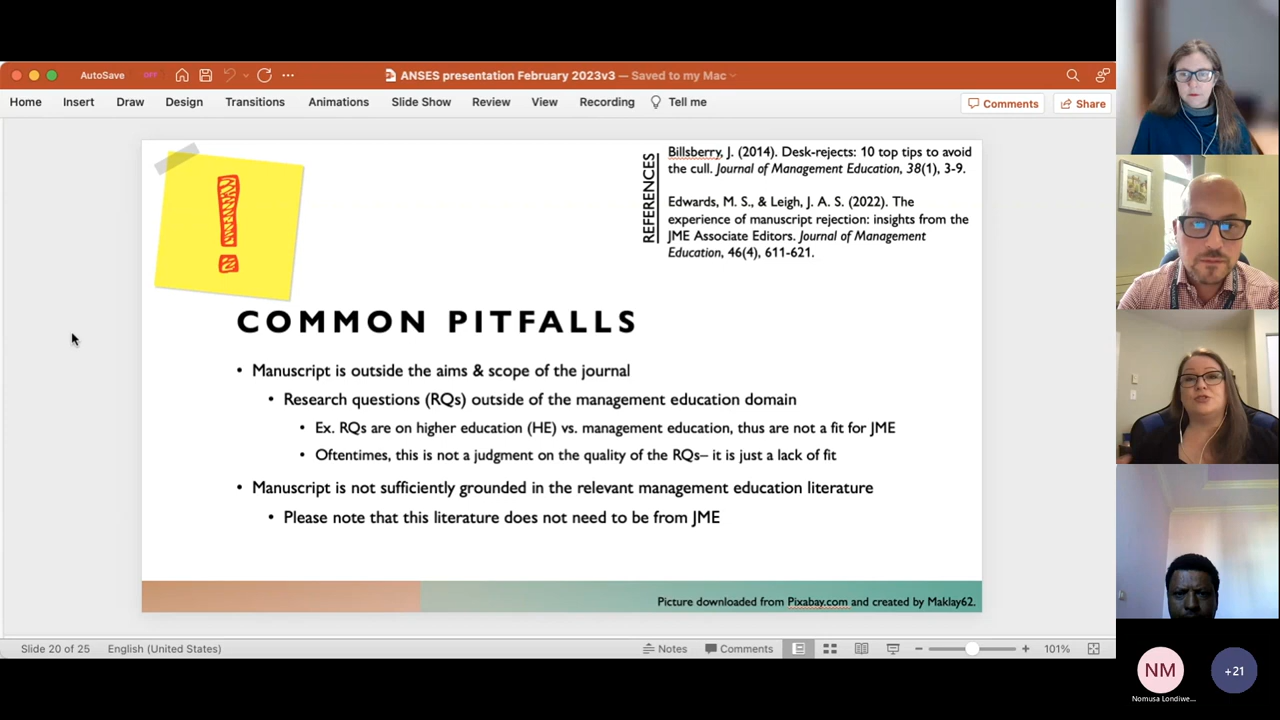 AutoSave OFF ANSES presentation February 2023v3 — Saved to my Mac
Home Insert Draw Design Transitions Animations Slide Show Review View Recording Tell me Comments Share
REFERENCES
Billsberry, J. (2014). Desk-rejects: 10 top tips to avoid
the cull. Journal of Management Education, 38(1), 3-9.
Edwards, M. S., & Leigh, J. A. S. (2022). The
experience of manuscript rejection: insights from the
JME Associate Editors. Journal of Management
Education, 46(4), 611-621.
COMMON PITFALLS
• Manuscript is outside the aims & scope of the journal
• Research questions (RQs) outside of the management education domain
• Ex. RQs are on higher education (HE) vs. management education, thus are not a fit for JME
• Oftentimes, this is not a judgment on the quality of the RQs– it is just a lack of fit
• Manuscript is not sufficiently grounded in the relevant management education literature
• Please note that this literature does not need to be from JME
Picture downloaded from Pixabay.com and created by Maklay62.
Slide 20 of 25 English (United States) Notes Comments 101%
NM +21
Nomusa Londiwe...